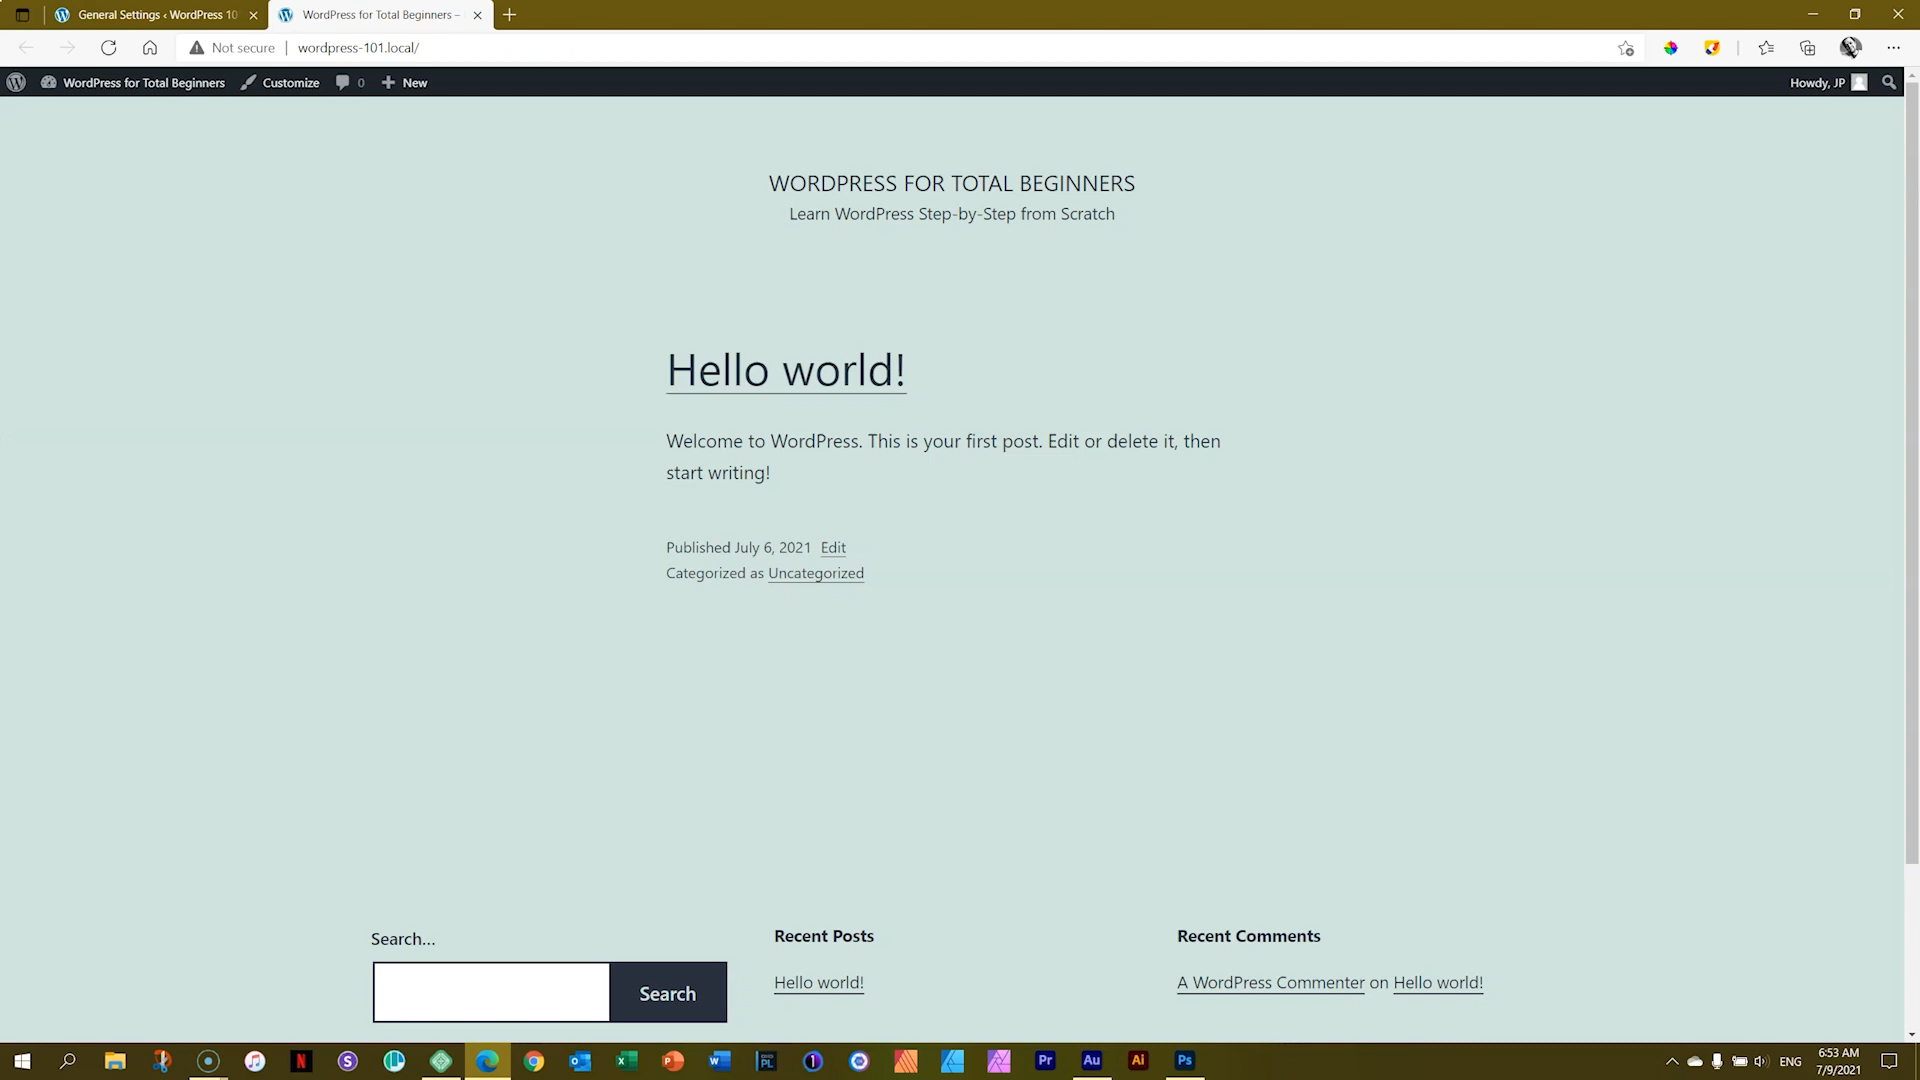 General Settings ‹ WordPress 10
WordPress for Total Beginners –
Not secure
wordpress-101.local/
WordPress for Total Beginners
Customize
0
New
Howdy, JP
WORDPRESS FOR TOTAL BEGINNERS
Learn WordPress Step-by-Step from Scratch
Hello world!
Welcome to WordPress. This is your first post. Edit or delete it, then
start writing!
Published July 6, 2021 Edit
Categorized as Uncategorized
Search…
Search
Recent Posts
Hello world!
Recent Comments
A WordPress Commenter on Hello world!
Pr
Au
Ai
Ps
ENG
6:53 AM
7/9/2021